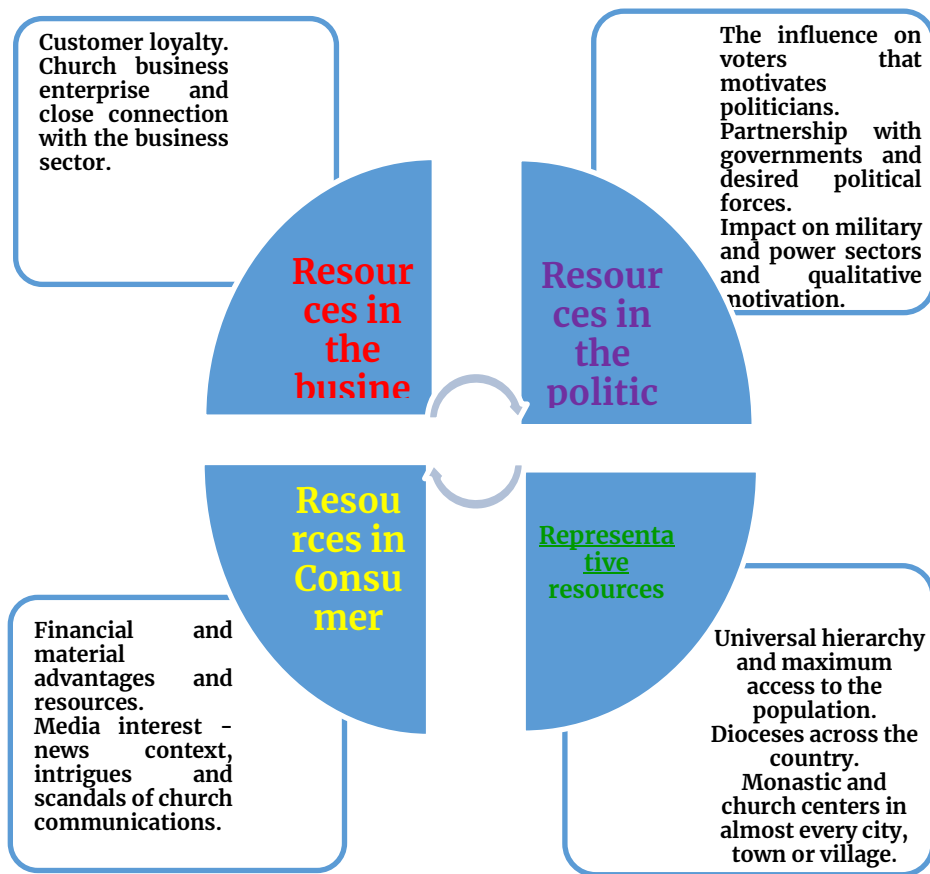 Customer loyalty.
Church business
enterprise and
close connection
with the business
sector.
The influence on
voters that
motivates
politicians.
Partnership with
governments and
desired political
forces.
Impact on military
and power sectors
and qualitative
motivation.
Resour
ces in
the
busine
Resour
ces in
the
politic
Resou
rces in
Consu
mer
Representa
tive
resources
Financial and
material
advantages and
resources.
Media interest -
news context,
intrigues and
scandals of church
communications.
Universal hierarchy
and maximum
access to the
population.
Dioceses across the
country.
Monastic and
church centers in
almost every city,
town or village.